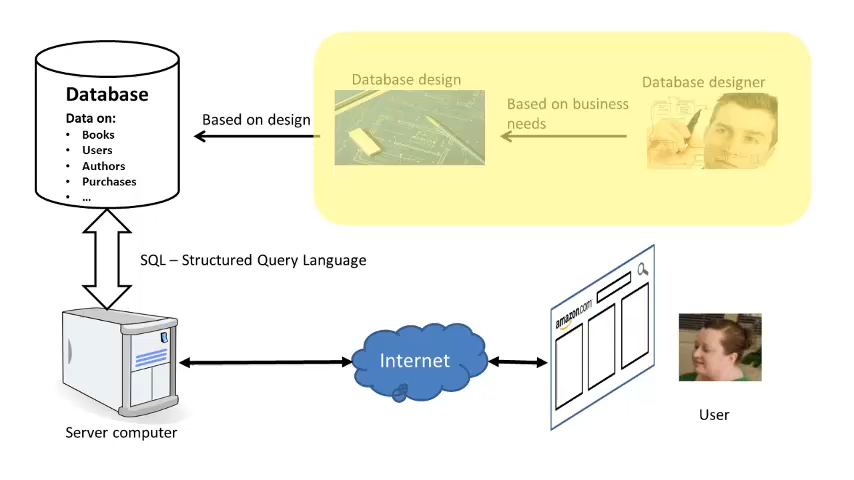 Database
Data on:
• Books
• Users
• Authors
• Purchases
• ...
Based on design
Database design
Based on business
needs
Database designer
SQL – Structured Query Language
Server computer
Internet
amazon.com
User